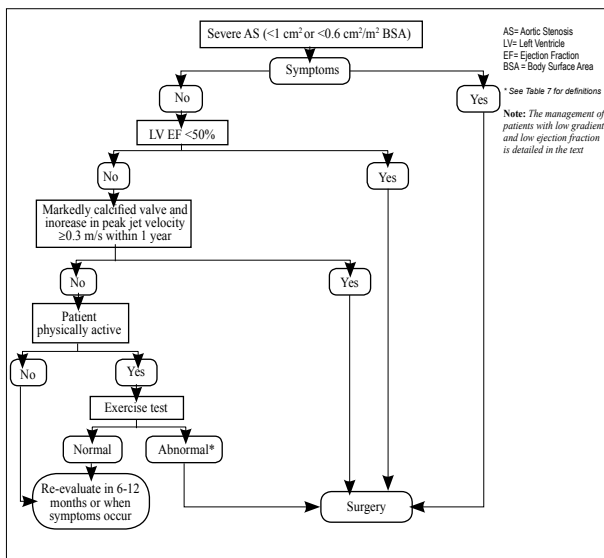 Severe AS (<1 cm² or <0.6 cm²/m² BSA)
AS= Aortic Stenosis
LV= Left Ventricle
EF= Ejection Fraction
BSA = Body Surface Area
* See Table 7 for definitions
Note: The management of
patients with low gradient
and low ejection fraction
is detailed in the text
Symptoms
No
Yes
LV EF <50%
No
Yes
Markedly calcified valve and
inorease in peak jet velocity
≥0.3 m/s within 1 year
No
Yes
Patient
physically active
No
Yes
Exercise test
Normal
Abnormal*
Re-evaluate in 6-12
months or when
symptoms occur
Surgery